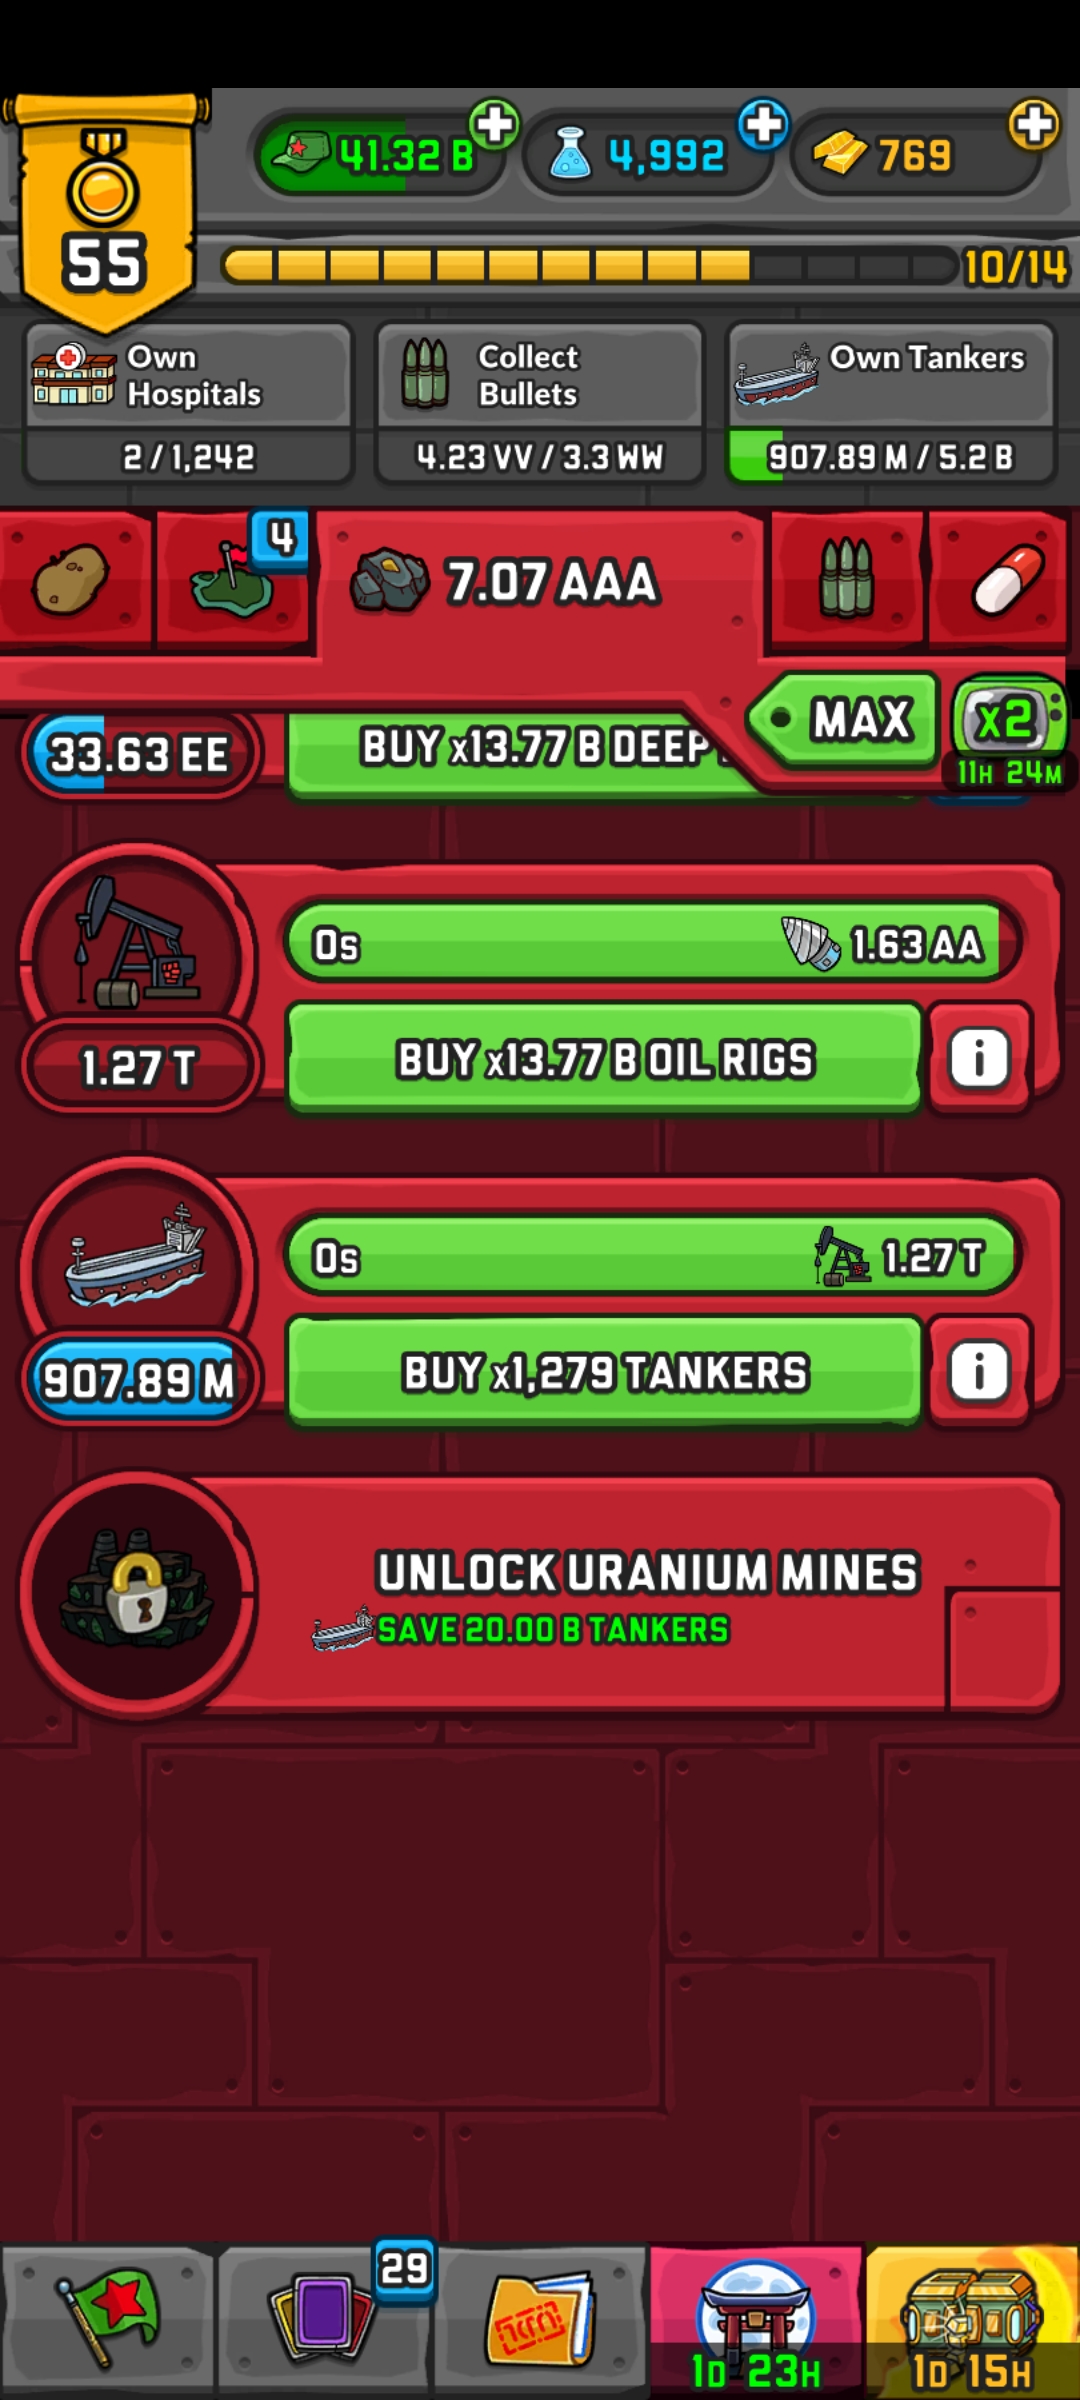 41.32 B
4,992
769
55
10/14
Own
Hospitals
2 / 1,242
Collect
Bullets
4.23 VV / 3.3 WW
Own Tankers
907.89 M / 5.2 B
4
7.07 AAA
MAX
x2
11H 24M
33.63 EE
BUY x13.77 B DEEP
0s
1.63 AA
1.27 T
BUY x13.77 B OIL RIGS
i
0s
1.27 T
907.89 M
BUY x1,279 TANKERS
i
UNLOCK URANIUM MINES
SAVE 20.00 B TANKERS
29
1D 23H
1D 15H